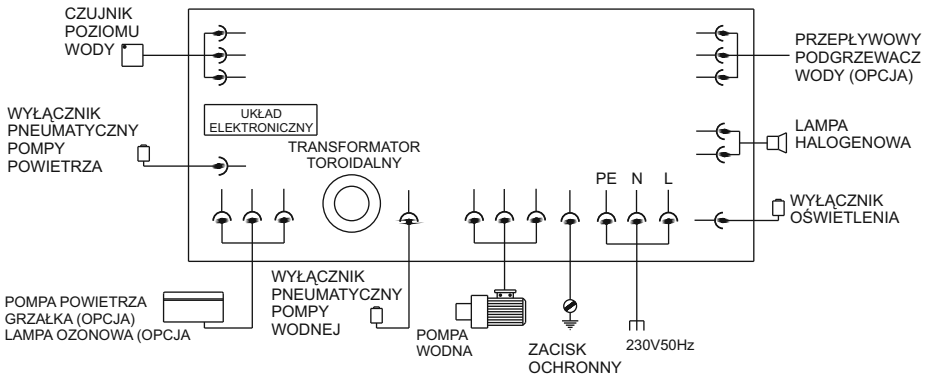 CZUJNIK
POZIOMU
WODY
PRZEPŁYWOWY
PODGRZEWACZ
WODY (OPCJA)
WYŁĄCZNIK
PNEUMATYCZNY
POMPY
POWIETRZA
UKŁAD
ELEKTRONICZNY
TRANSFORMATOR
TOROIDALNY
LAMPA
HALOGENOWA
PE N L
WYŁĄCZNIK
OŚWIETLENIA
POMPA POWIETRZA
GRZAŁKA (OPCJA)
LAMPA OZONOWA (OPCJA
WYŁĄCZNIK
PNEUMATYCZNY
POMPY
WODNEJ
POMPA
WODNA
ZACISK
OCHRONNY
230V50Hz